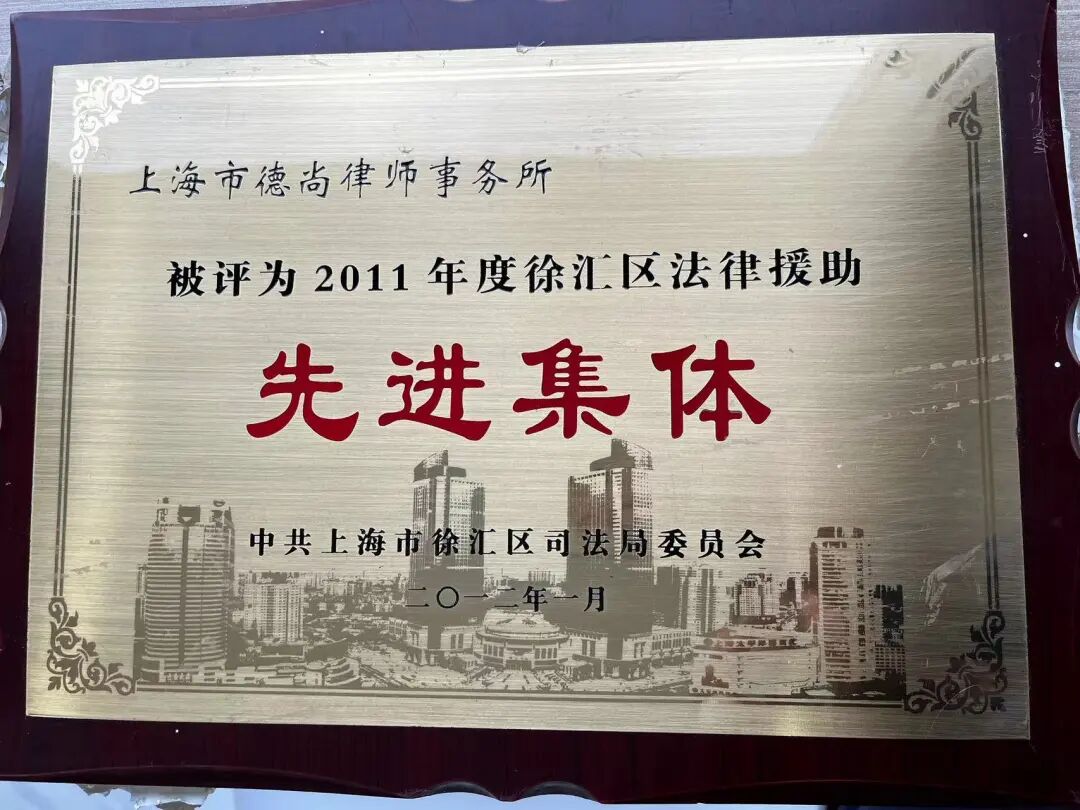 上海市德尚律师事务所
被评为 2011 年度徐汇区法律援助
先进集体
中共上海市徐汇区司法局委员会
二〇一二年一月